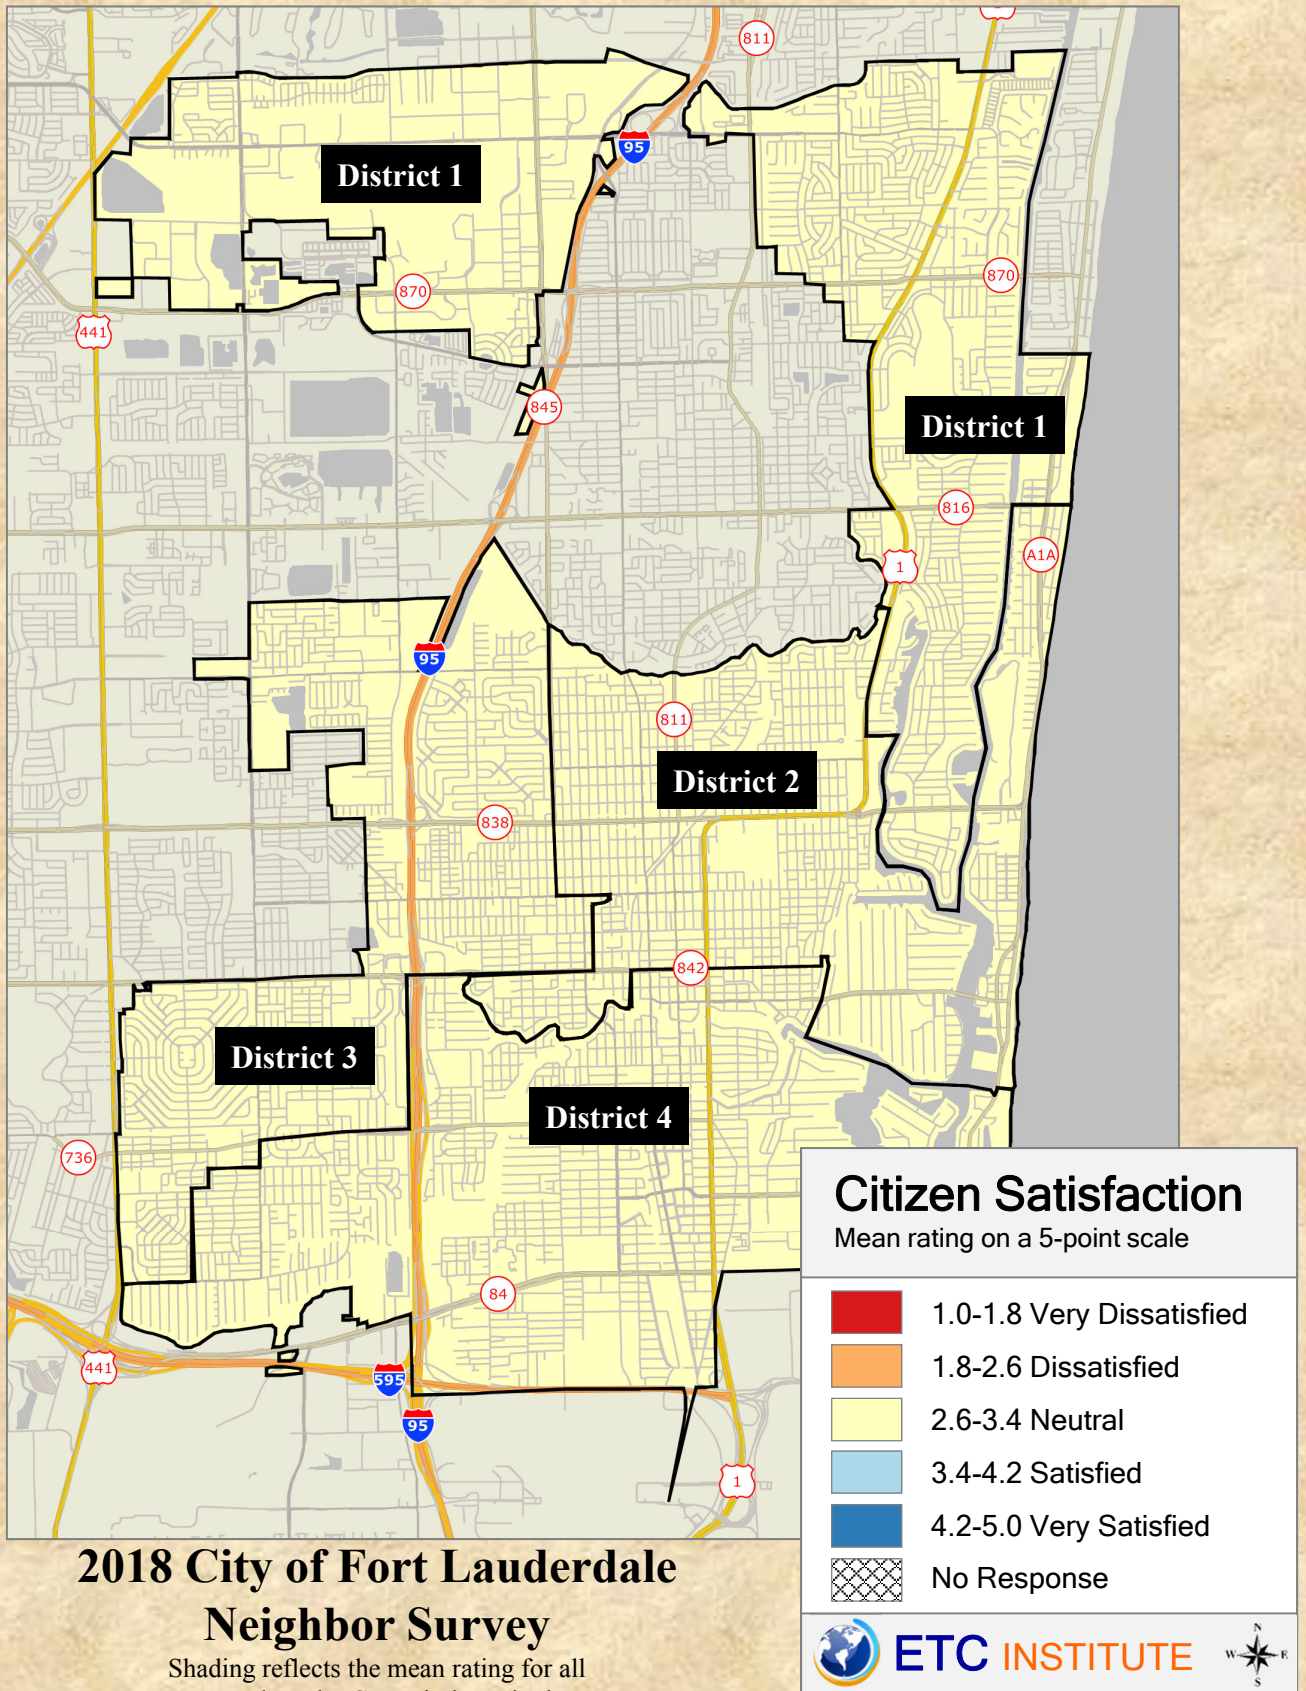 811
95
District 1
870
870
441
845
District 1
816
A1A
1
95
811
District 2
838
842
District 3
District 4
736
84
441
595
95
1
Citizen Satisfaction
Mean rating on a 5-point scale
1.0-1.8 Very Dissatisfied
1.8-2.6 Dissatisfied
2.6-3.4 Neutral
3.4-4.2 Satisfied
4.2-5.0 Very Satisfied
No Response
ETC INSTITUTE
N
W E
S
2018 City of Fort Lauderdale
Neighbor Survey
Shading reflects the mean rating for all